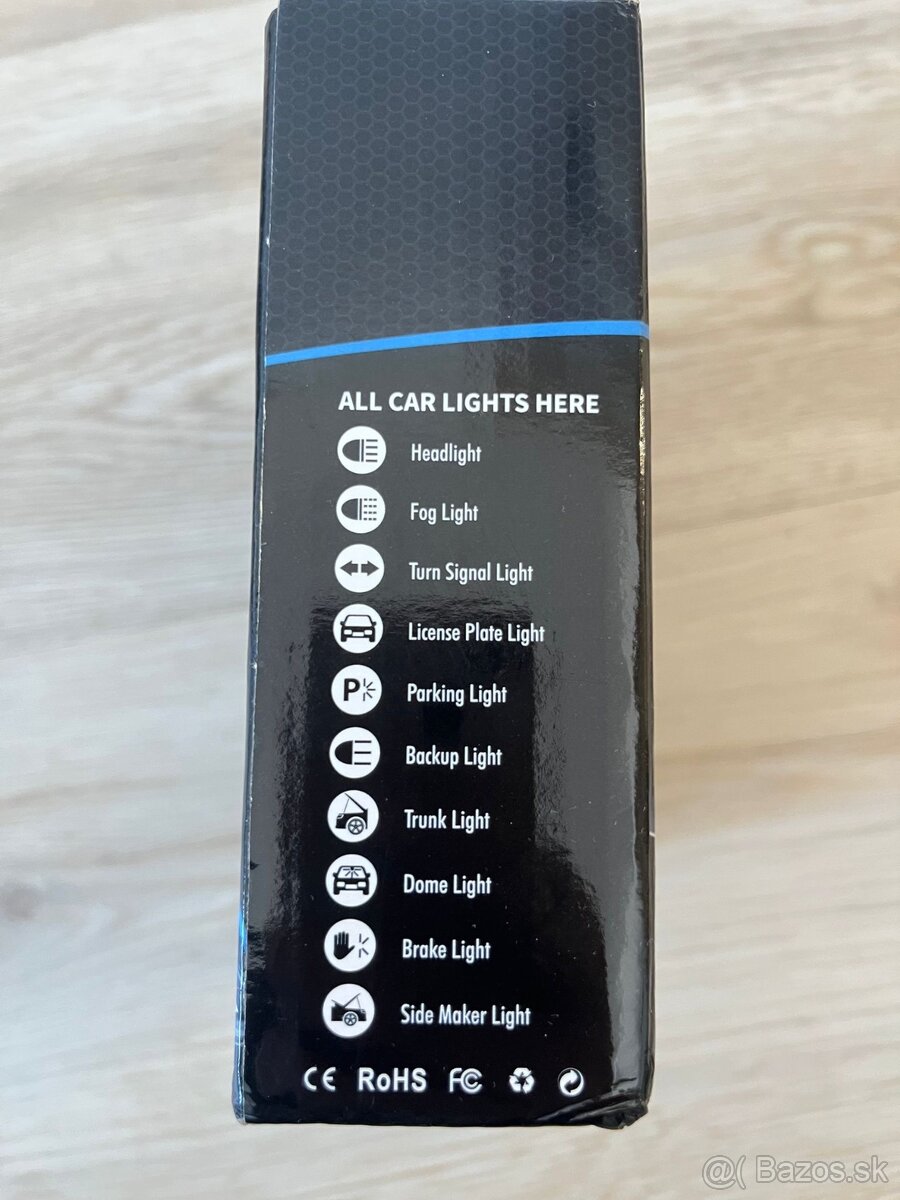 ALL CAR LIGHTS HERE
Headlight
Fog Light
Turn Signal Light
License Plate Light
P Parking Light
Backup Light
Trunk Light
Dome Light
Brake Light
Side Maker Light
CE RoHS FC
@( Bazos.sk